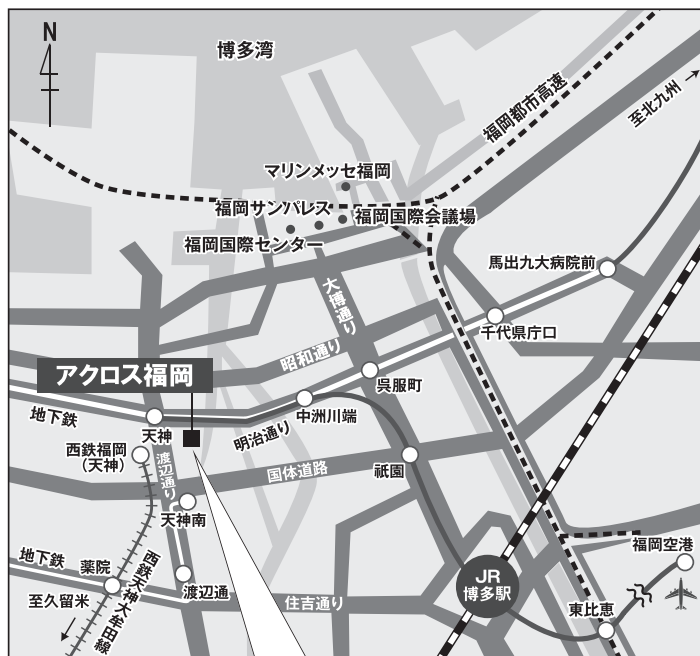 N
博多湾
福岡都市高速
至北九州
マリンメッセ福岡
福岡サンパレス
福岡国際会議場
福岡国際センター
馬出九大病院前
大博通り
千代県庁口
昭和通り
アクロス福岡
呉服町
地下鉄
天神
中洲川端
明治通り
西鉄福岡
（天神）
渡辺通り
国体道路
祇園
天神南
地下鉄
薬院
西鉄天神大牟田線
至久留米
渡辺通
住吉通り
JR
博多駅
福岡空港
東比恵